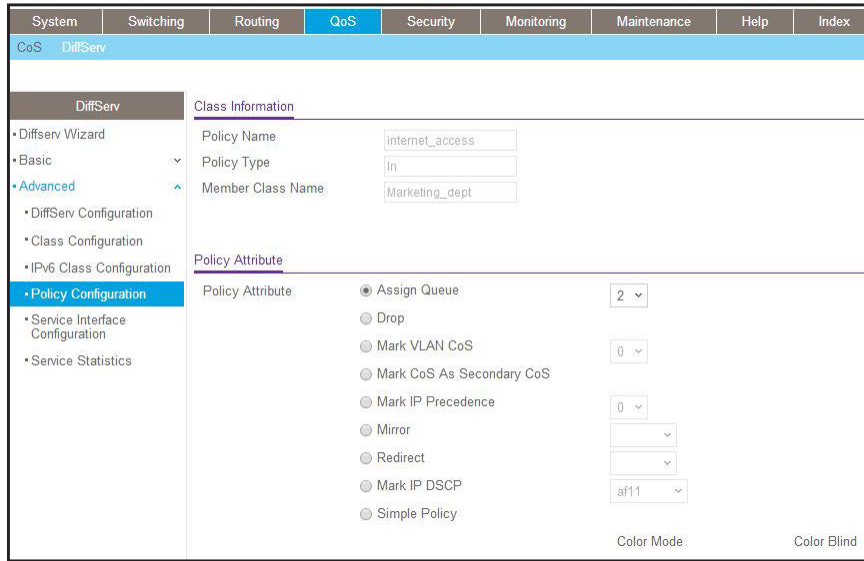 System Switching Routing QoS Security Monitoring Maintenance Help Index
CoS DiffServ
DiffServ
Diffserv Wizard
Basic
Advanced
DiffServ Configuration
Class Configuration
IPv6 Class Configuration
Policy Configuration
Service Interface
Configuration
Service Statistics
Class Information
Policy Name internet_access
Policy Type In
Member Class Name Marketing_dept
Policy Attribute
Policy Attribute Assign Queue 2
Drop
Mark VLAN CoS 0
Mark CoS As Secondary CoS
Mark IP Precedence 0
Mirror
Redirect
Mark IP DSCP af11
Simple Policy
Color Mode Color Blind